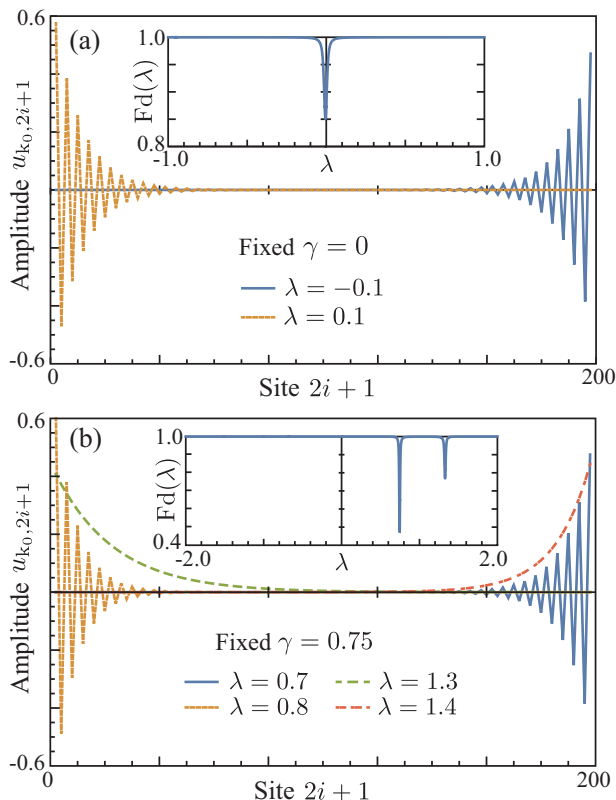 0.6
(a)
1.0
Fd(λ)
0.8
-1.0
λ
1.0
Amplitude u_{k_0,2i+1}
Fixed γ = 0
λ = −0.1
λ = 0.1
-0.6
0
Site 2i + 1
200
0.6
(b)
1.0
Fd(λ)
0.4
-2.0
λ
2.0
Amplitude u_{k_0,2i+1}
Fixed γ = 0.75
λ = 0.7
λ = 1.3
λ = 0.8
λ = 1.4
-0.6
0
Site 2i + 1
200